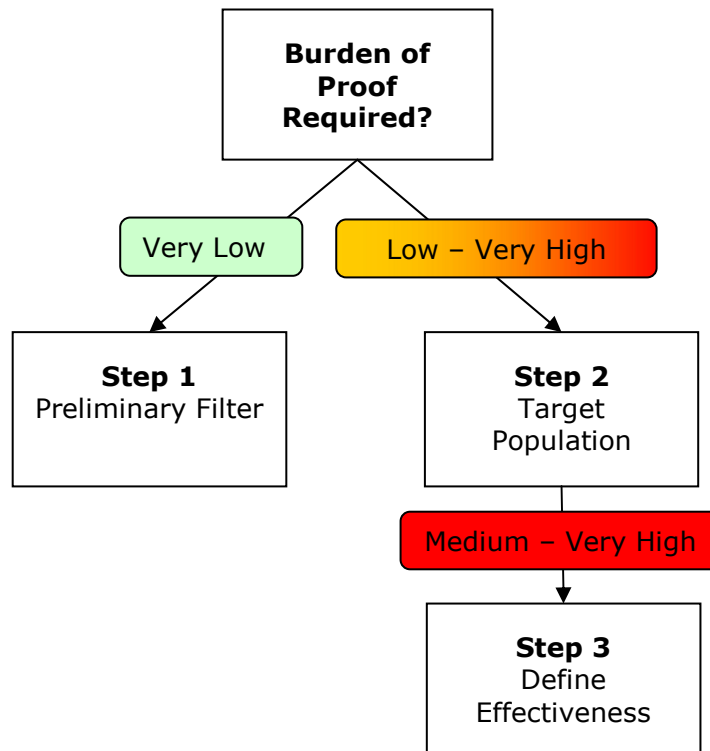 Burden of
Proof
Required?
Very Low
Low – Very High
Step 1
Preliminary Filter
Step 2
Target
Population
Medium – Very High
Step 3
Define
Effectiveness